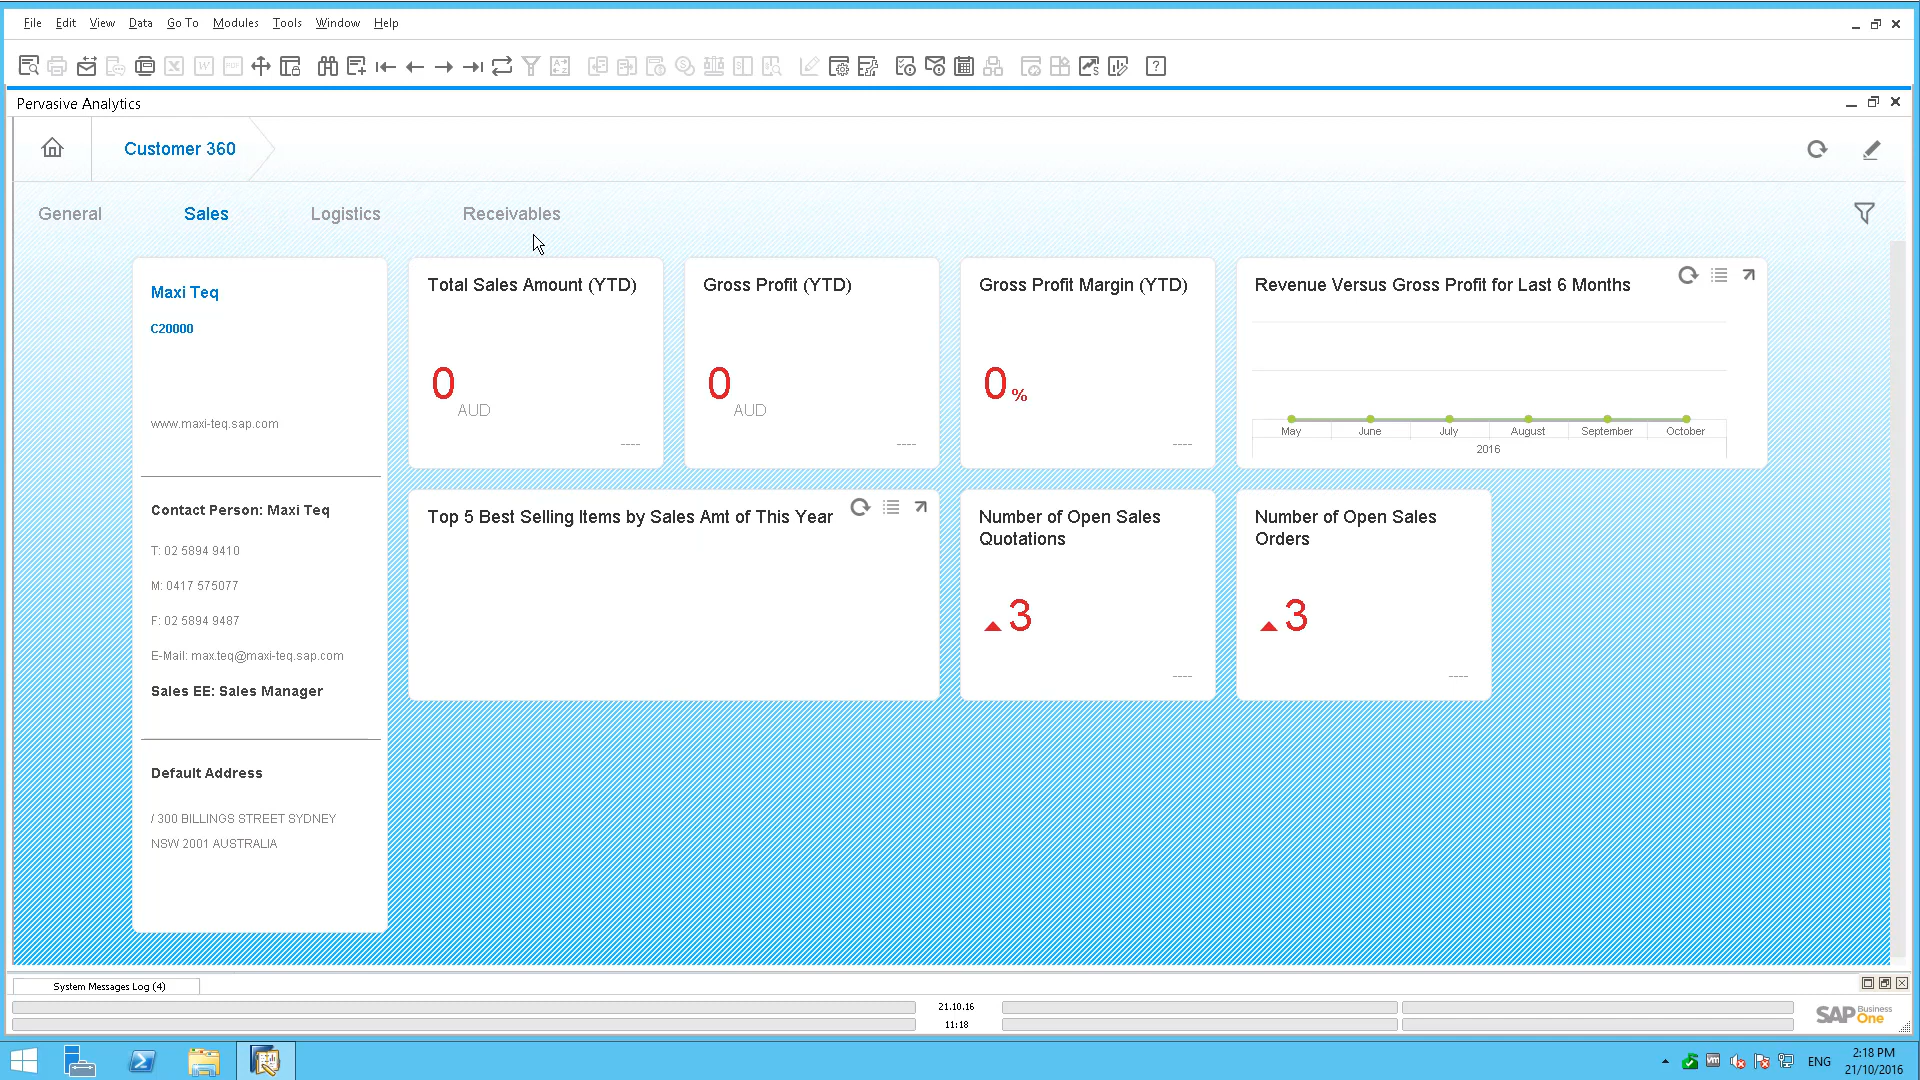 File Edit View Data Go To Modules Tools Window Help
Pervasive Analytics
Customer 360
General Sales Logistics Receivables
Maxi Teq
C20000
www.maxi-teq.sap.com
Contact Person: Maxi Teq
T: 02 5894 9410
M: 0417 575077
F: 02 5894 9487
E-Mail: max.teq@maxi-teq.sap.com
Sales EE: Sales Manager
Default Address
/ 300 BILLINGS STREET SYDNEY
NSW 2001 AUSTRALIA
Total Sales Amount (YTD)
0
AUD
----
Gross Profit (YTD)
0
AUD
----
Gross Profit Margin (YTD)
0 %
----
Revenue Versus Gross Profit for Last 6 Months
May June July August September October
2016
Top 5 Best Selling Items by Sales Amt of This Year
Number of Open Sales
Quotations
3
----
Number of Open Sales
Orders
3
----
System Messages Log (4)
21.10.16
11:18
SAP Business
One
ENG
2:18 PM
21/10/2016